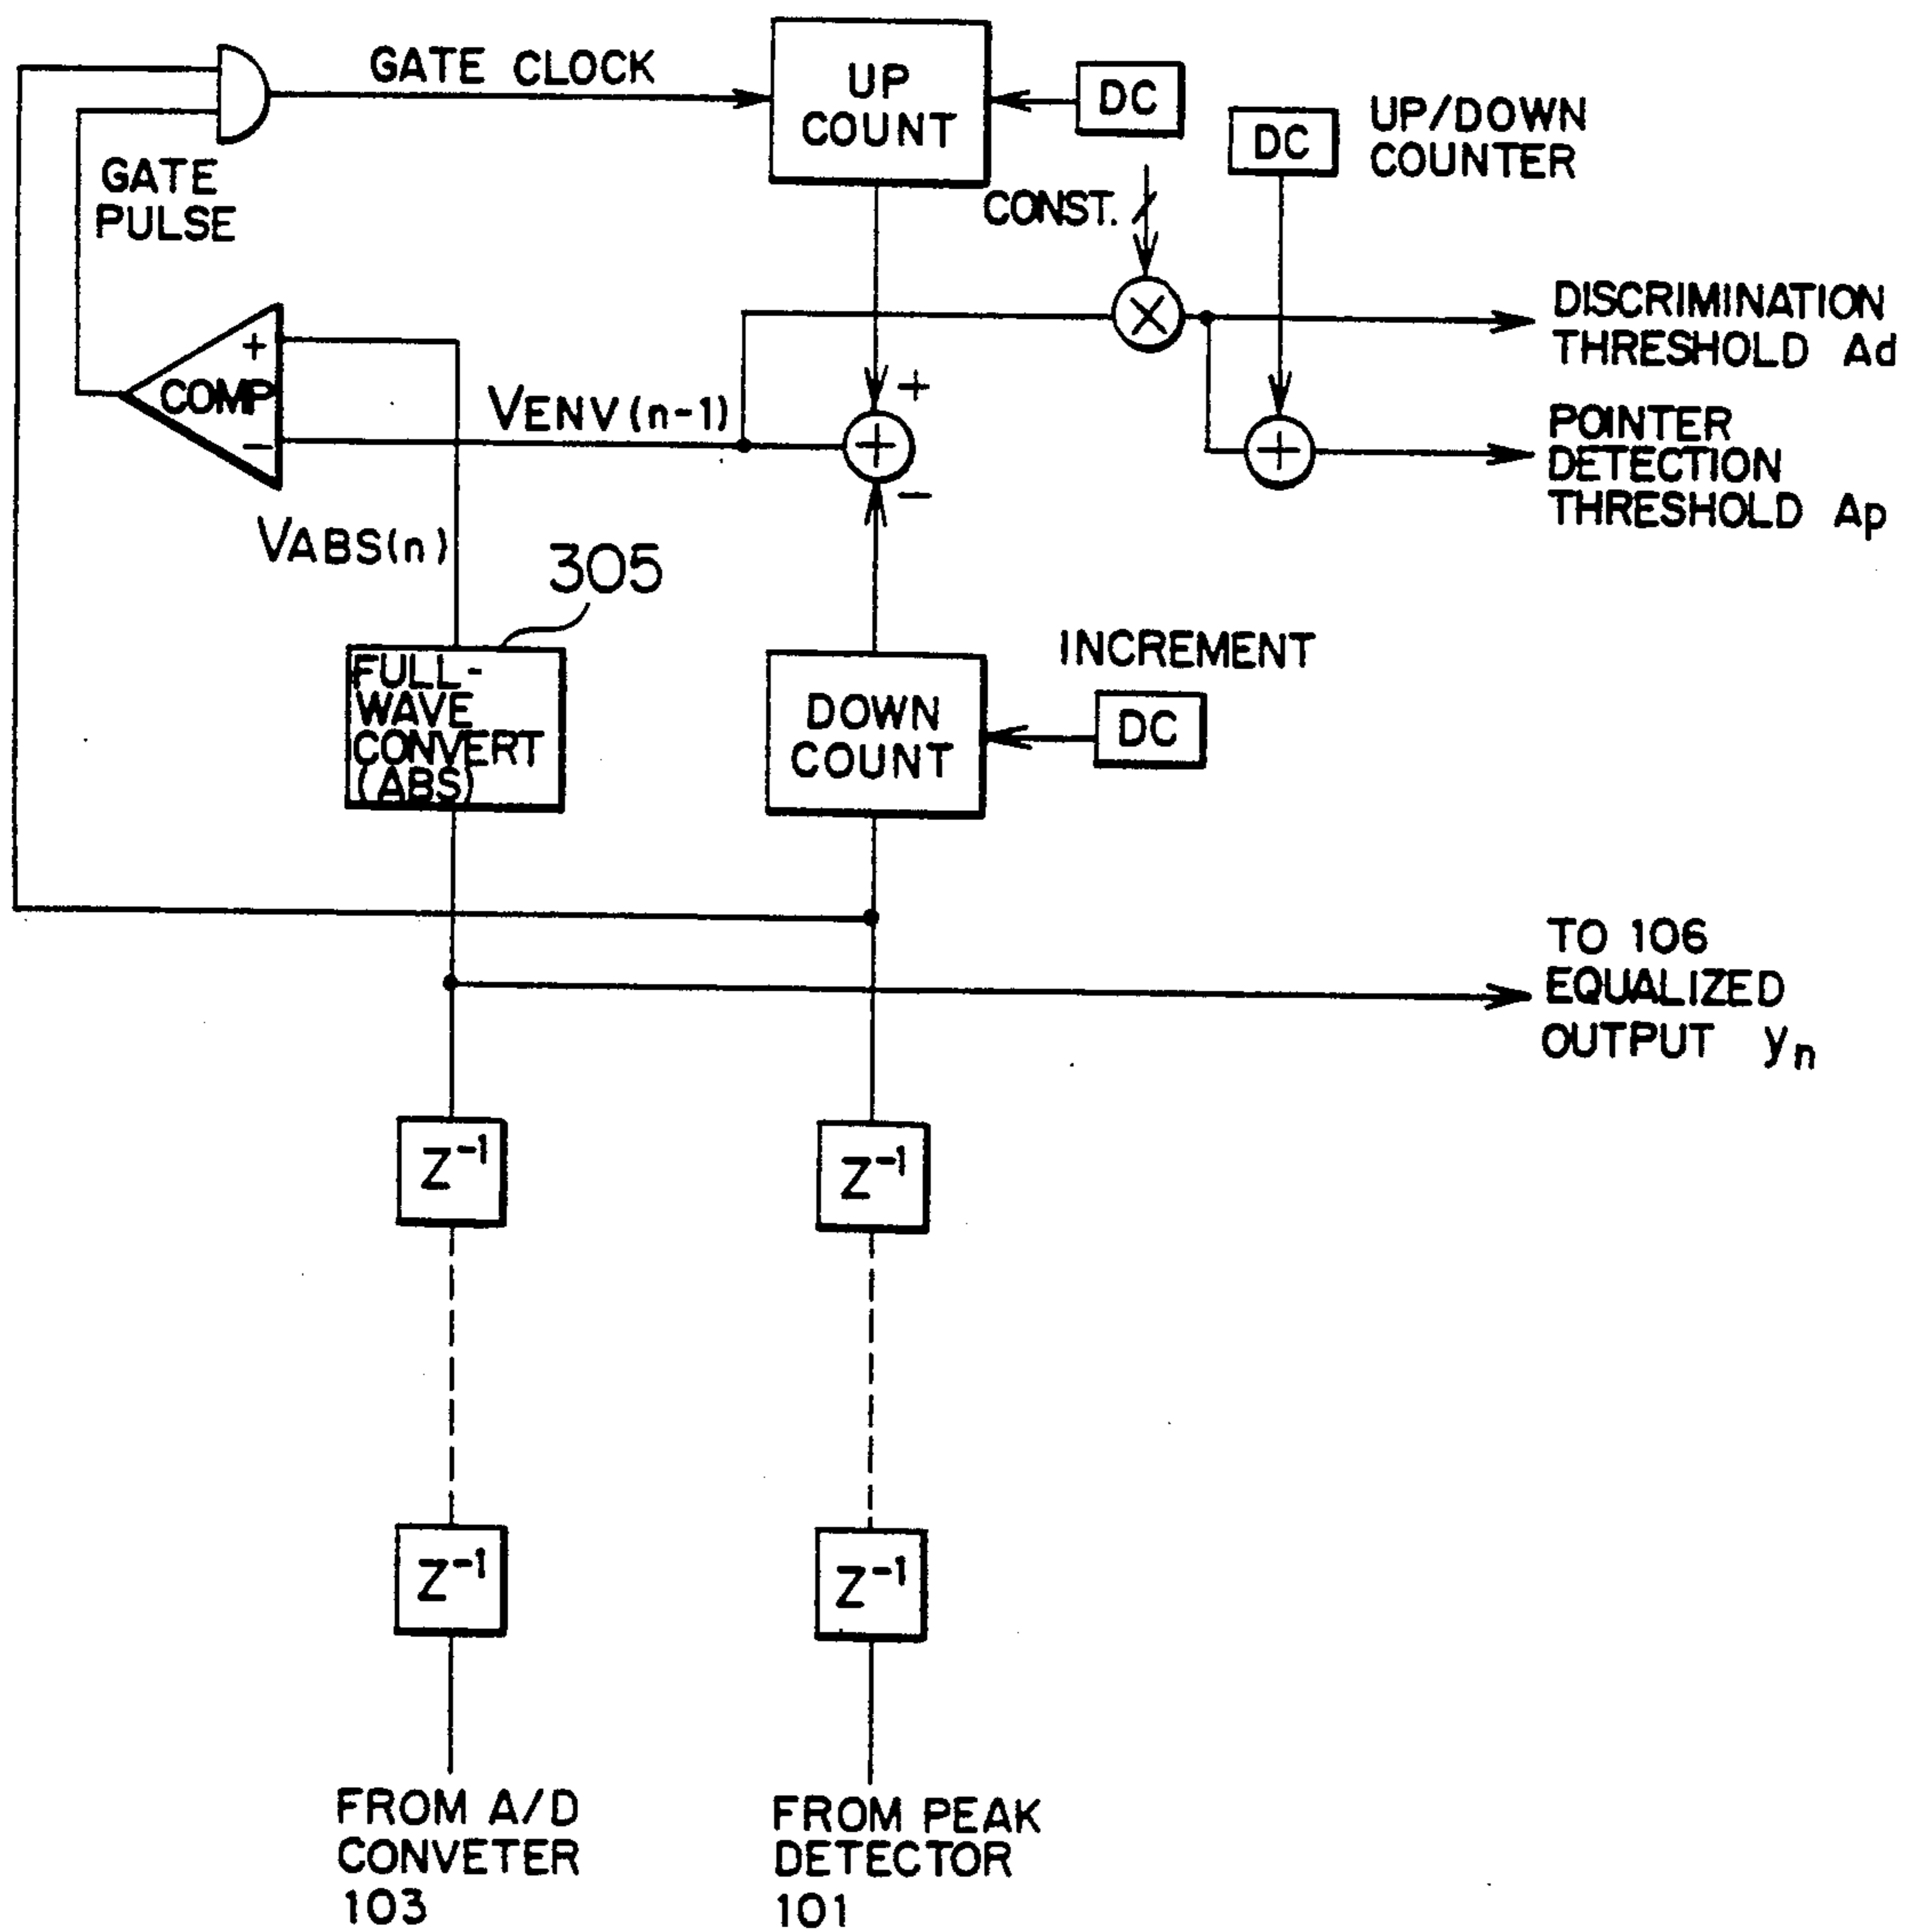 GATE CLOCK
UP
COUNT
DC
DC
UP/DOWN
COUNTER
GATE
PULSE
CONST.
×
DISCRIMINATION
THRESHOLD Ad
+
COMP
−
VENV(n-1)
+
+
−
+
POINTER
DETECTION
THRESHOLD Ap
VABS(n)
305
FULL-
WAVE
CONVERT
(ABS)
DOWN
COUNT
INCREMENT
DC
TO 106
EQUALIZED
OUTPUT yn
Z-1
Z-1
Z-1
Z-1
FROM A/D
CONVETER
103
FROM PEAK
DETECTOR
101